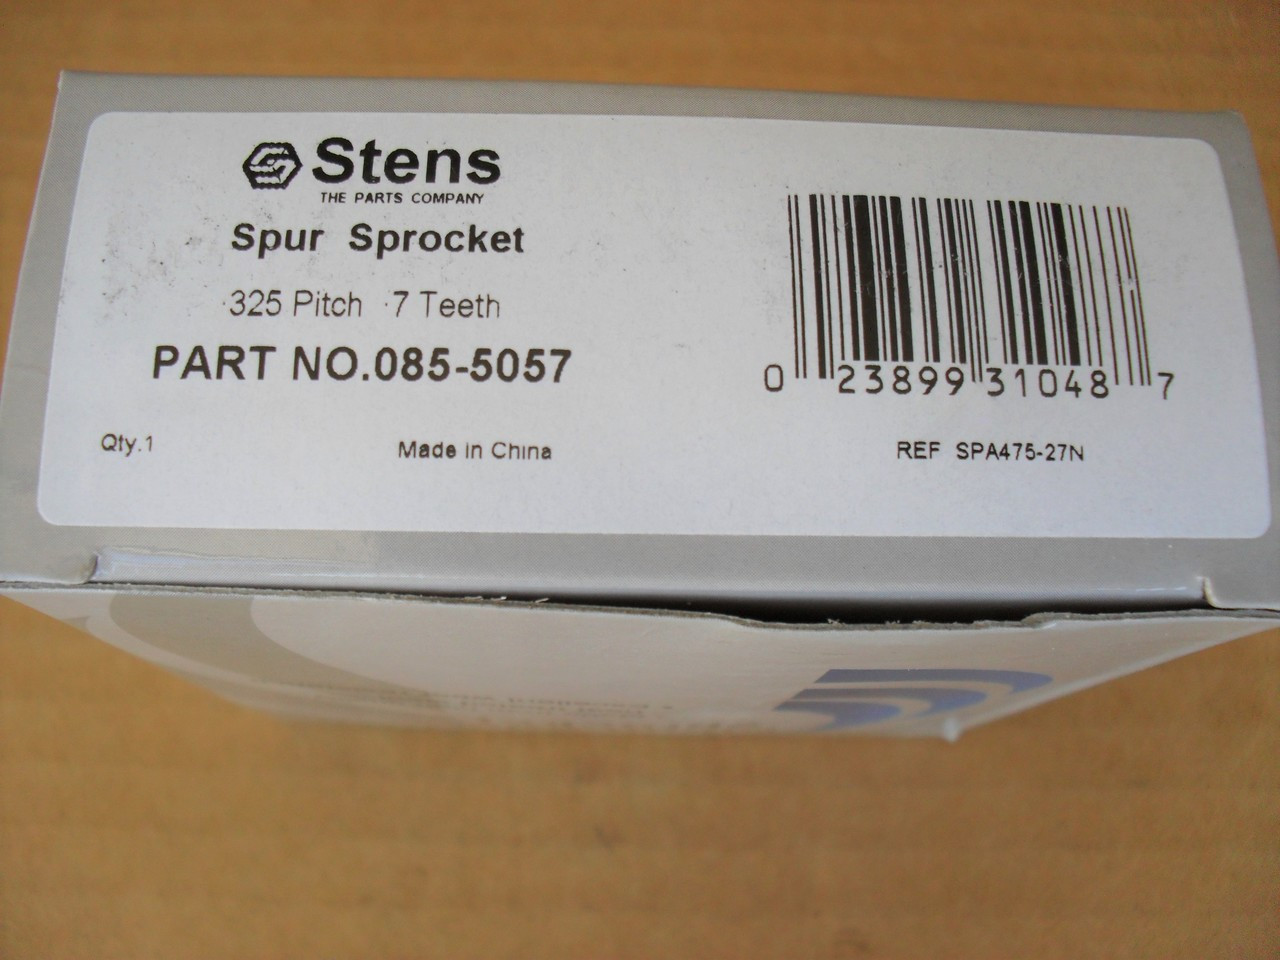 Stens
THE PARTS COMPANY
Spur Sprocket
.325 Pitch .7 Teeth
PART NO.085-5057
Qty.1
Made in China
0 23899 31048 7
REF SPA475-27N